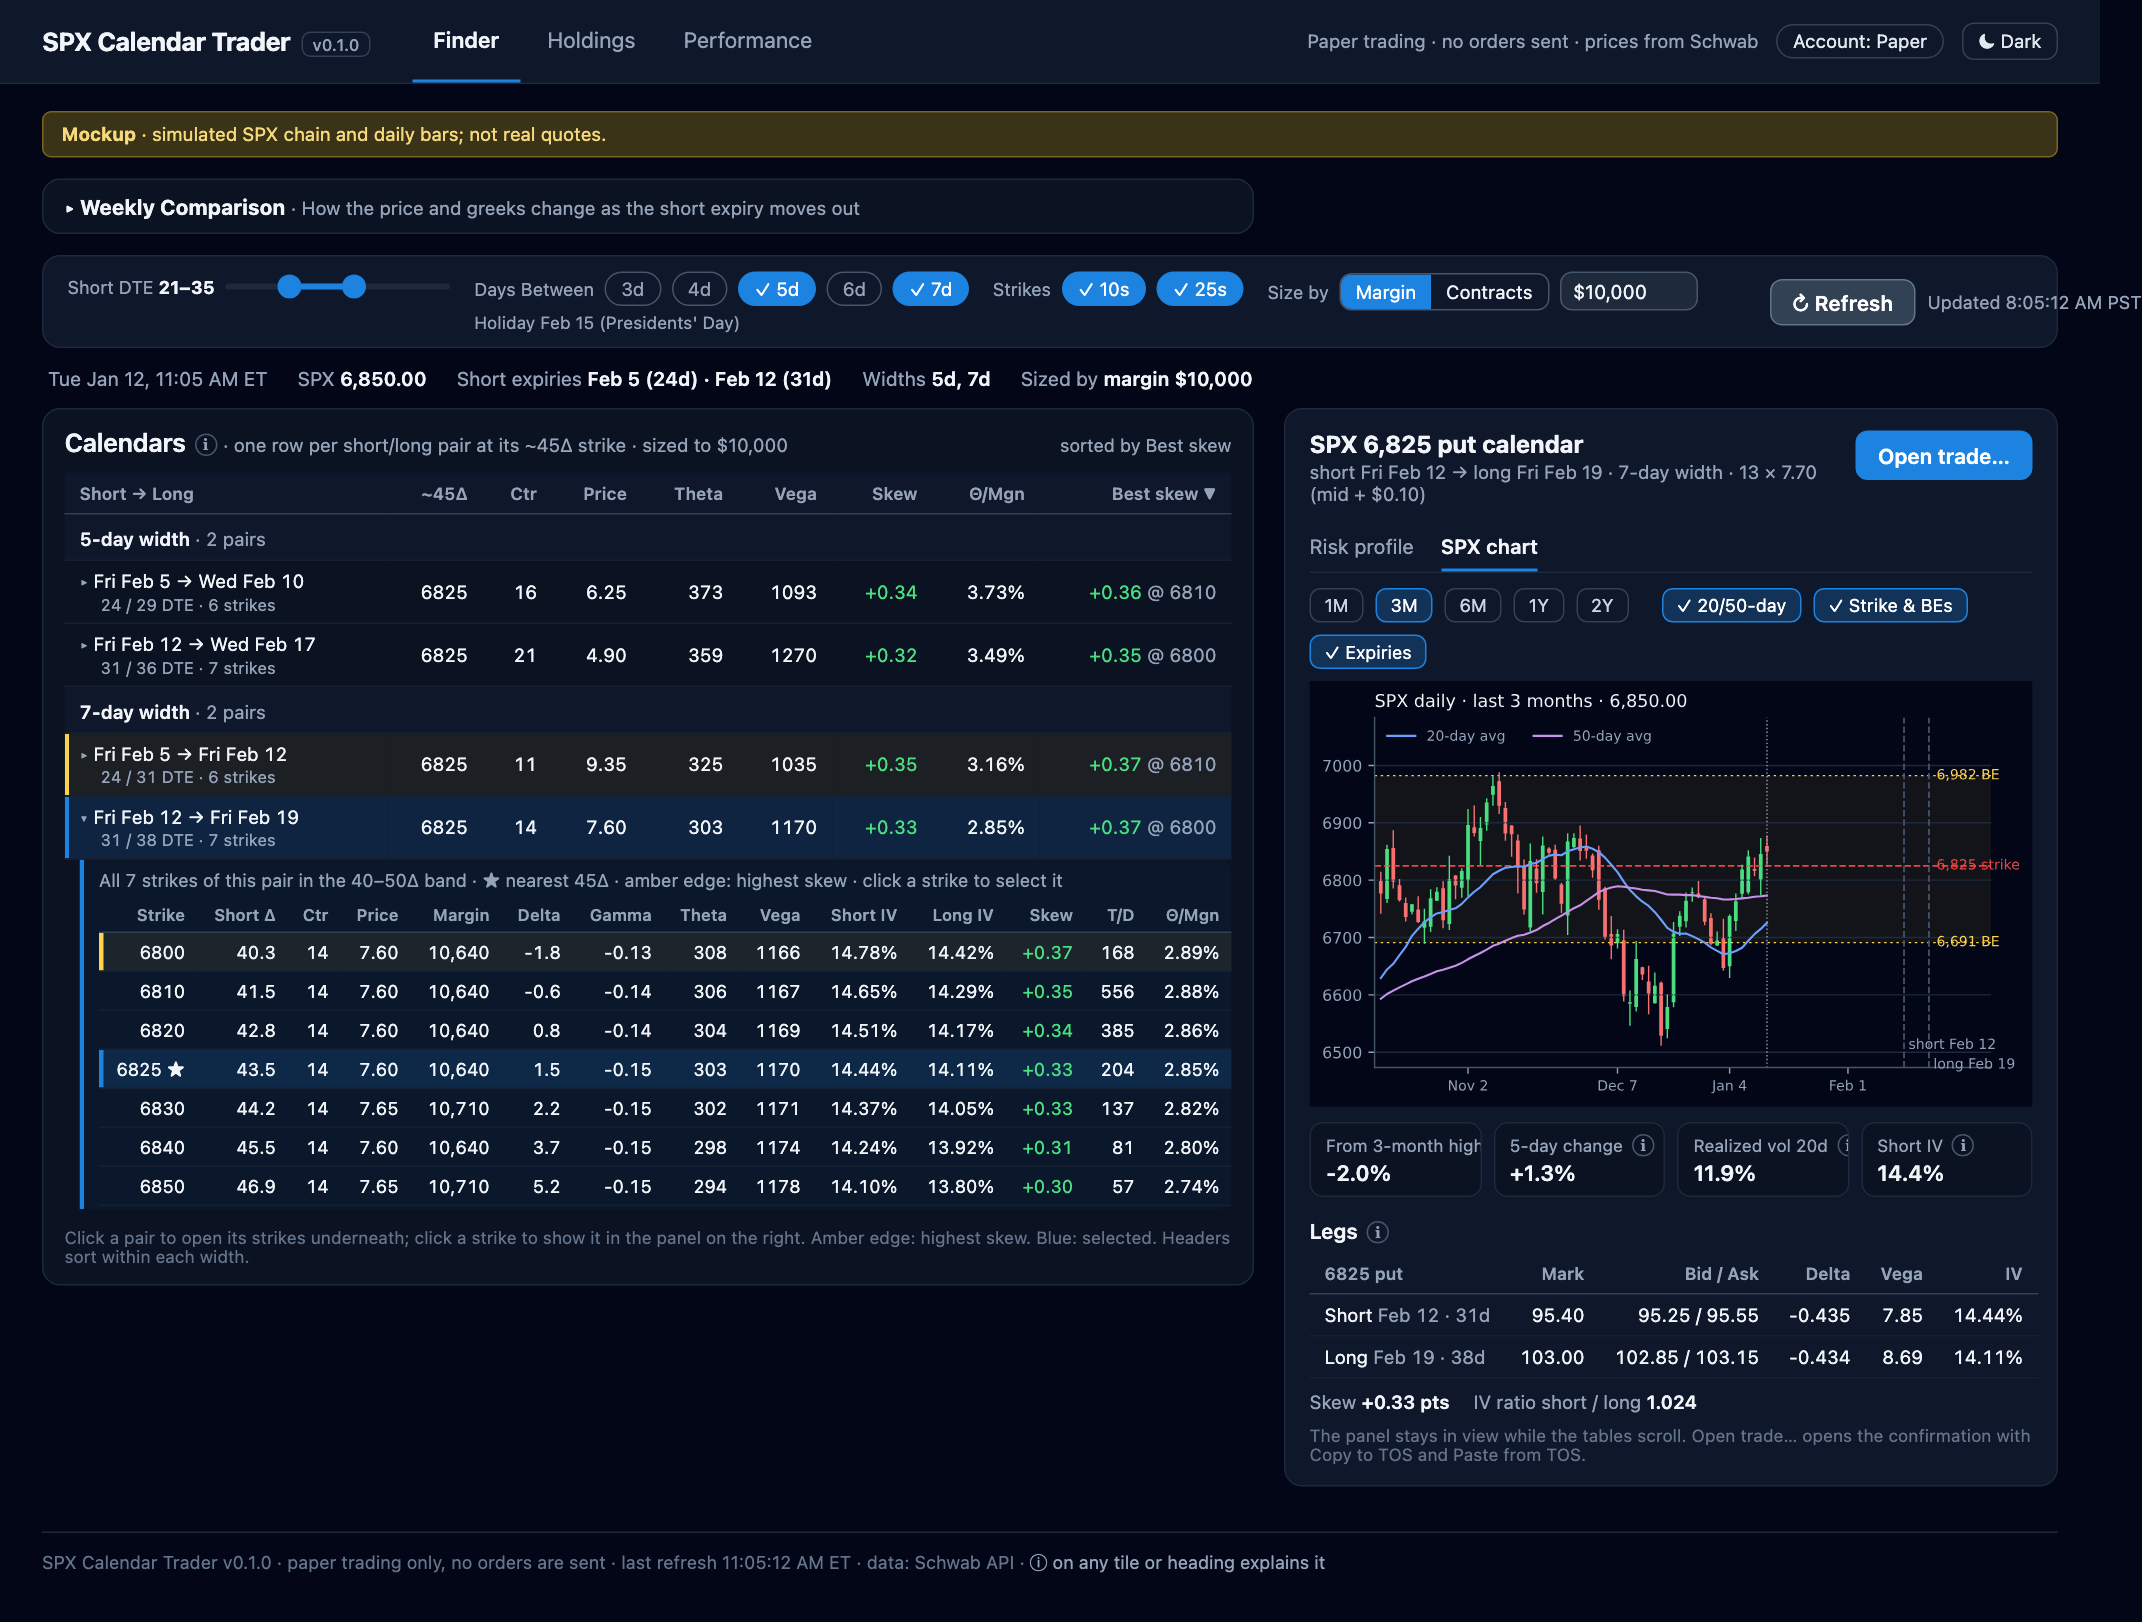 SPX Calendar Trader v0.1.0 Finder Holdings Performance Paper trading · no orders sent · prices from Schwab Account: Paper Dark
Mockup · simulated SPX chain and daily bars; not real quotes.
▸ Weekly Comparison · How the price and greeks change as the short expiry moves out
Short DTE 21–35 Days Between 3d 4d ✓ 5d 6d ✓ 7d Strikes ✓ 10s ✓ 25s Size by Margin Contracts $10,000 ↻ Refresh Updated 8:05:12 AM PST
Holiday Feb 15 (Presidents' Day)
Tue Jan 12, 11:05 AM ET SPX 6,850.00 Short expiries Feb 5 (24d) · Feb 12 (31d) Widths 5d, 7d Sized by margin $10,000
Calendars ⓘ · one row per short/long pair at its ~45Δ strike · sized to $10,000 sorted by Best skew
Short → Long ~45Δ Ctr Price Theta Vega Skew Θ/Mgn Best skew ▼
5-day width · 2 pairs
▸ Fri Feb 5 → Wed Feb 10 6825 16 6.25 373 1093 +0.34 3.73% +0.36 @ 6810
24 / 29 DTE · 6 strikes
▸ Fri Feb 12 → Wed Feb 17 6825 21 4.90 359 1270 +0.32 3.49% +0.35 @ 6800
31 / 36 DTE · 7 strikes
7-day width · 2 pairs
▸ Fri Feb 5 → Fri Feb 12 6825 11 9.35 325 1035 +0.35 3.16% +0.37 @ 6810
24 / 31 DTE · 6 strikes
▾ Fri Feb 12 → Fri Feb 19 6825 14 7.60 303 1170 +0.33 2.85% +0.37 @ 6800
31 / 38 DTE · 7 strikes
All 7 strikes of this pair in the 40–50Δ band · ★ nearest 45Δ · amber edge: highest skew · click a strike to select it
Strike Short Δ Ctr Price Margin Delta Gamma Theta Vega Short IV Long IV Skew T/D Θ/Mgn
6800 40.3 14 7.60 10,640 -1.8 -0.13 308 1166 14.78% 14.42% +0.37 168 2.89%
6810 41.5 14 7.60 10,640 -0.6 -0.14 306 1167 14.65% 14.29% +0.35 556 2.88%
6820 42.8 14 7.60 10,640 0.8 -0.14 304 1169 14.51% 14.17% +0.34 385 2.86%
6825 ★ 43.5 14 7.60 10,640 1.5 -0.15 303 1170 14.44% 14.11% +0.33 204 2.85%
6830 44.2 14 7.65 10,710 2.2 -0.15 302 1171 14.37% 14.05% +0.33 137 2.82%
6840 45.5 14 7.60 10,640 3.7 -0.15 298 1174 14.24% 13.92% +0.31 81 2.80%
6850 46.9 14 7.65 10,710 5.2 -0.15 294 1178 14.10% 13.80% +0.30 57 2.74%
Click a pair to open its strikes underneath; click a strike to show it in the panel on the right. Amber edge: highest skew. Blue: selected. Headers
sort within each width.
SPX 6,825 put calendar
short Fri Feb 12 → long Fri Feb 19 · 7-day width · 13 × 7.70
(mid + $0.10)
Open trade...
Risk profile SPX chart
1M 3M 6M 1Y 2Y ✓ 20/50-day ✓ Strike & BEs
✓ Expiries
SPX daily · last 3 months · 6,850.00
20-day avg 50-day avg
7000
6900
6800
6700
6600
6500
6,982 BE
6,825 strike
6,691 BE
short Feb 12
long Feb 19
Nov 2 Dec 7 Jan 4 Feb 1
From 3-month high 5-day change ⓘ Realized vol 20d ⓘ Short IV ⓘ
-2.0% +1.3% 11.9% 14.4%
Legs ⓘ
6825 put Mark Bid / Ask Delta Vega IV
Short Feb 12 · 31d 95.40 95.25 / 95.55 -0.435 7.85 14.44%
Long Feb 19 · 38d 103.00 102.85 / 103.15 -0.434 8.69 14.11%
Skew +0.33 pts IV ratio short / long 1.024
The panel stays in view while the tables scroll. Open trade... opens the confirmation with
Copy to TOS and Paste from TOS.
SPX Calendar Trader v0.1.0 · paper trading only, no orders are sent · last refresh 11:05:12 AM ET · data: Schwab API · ⓘ on any tile or heading explains it